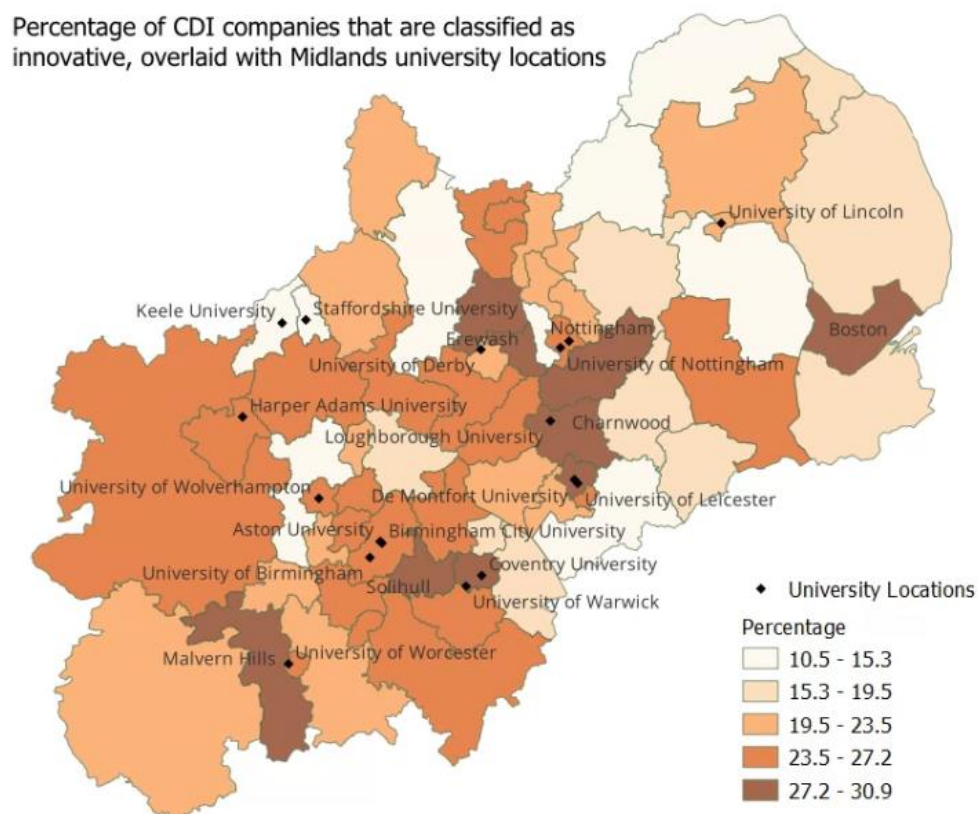 Percentage of CDI companies that are classified as
innovative, overlaid with Midlands university locations
University of Lincoln
Keele University
Staffordshire University
Boston
Nottingham
Erewash
University of Derby
University of Nottingham
Harper Adams University
Charnwood
Loughborough University
University of Wolverhampton
De Montfort University
University of Leicester
Aston University
Birmingham City University
University of Birmingham
Coventry University
Solihull
University of Warwick
Malvern Hills
University of Worcester
University Locations
Percentage
10.5 - 15.3
15.3 - 19.5
19.5 - 23.5
23.5 - 27.2
27.2 - 30.9